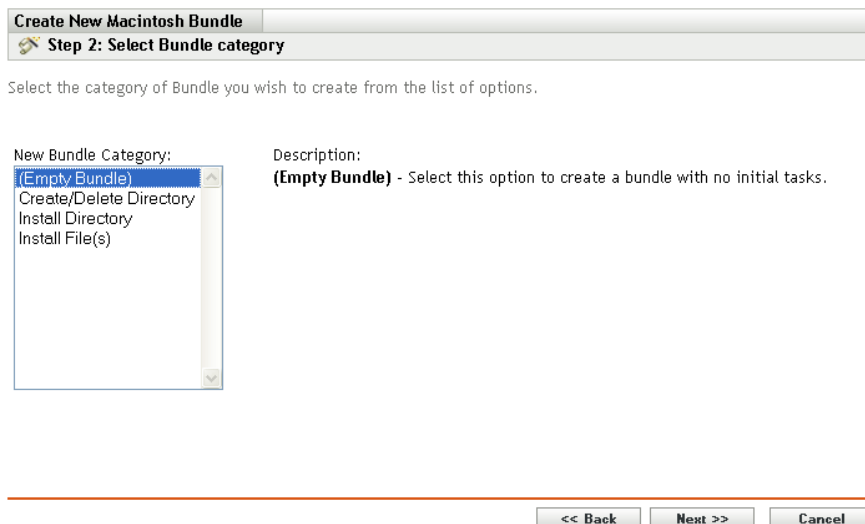 Create New Macintosh Bundle
Step 2: Select Bundle category
Select the category of Bundle you wish to create from the list of options.
New Bundle Category:
(Empty Bundle)
Create/Delete Directory
Install Directory
Install File(s)
Description:
(Empty Bundle) - Select this option to create a bundle with no initial tasks.
<< Back
Next >>
Cancel